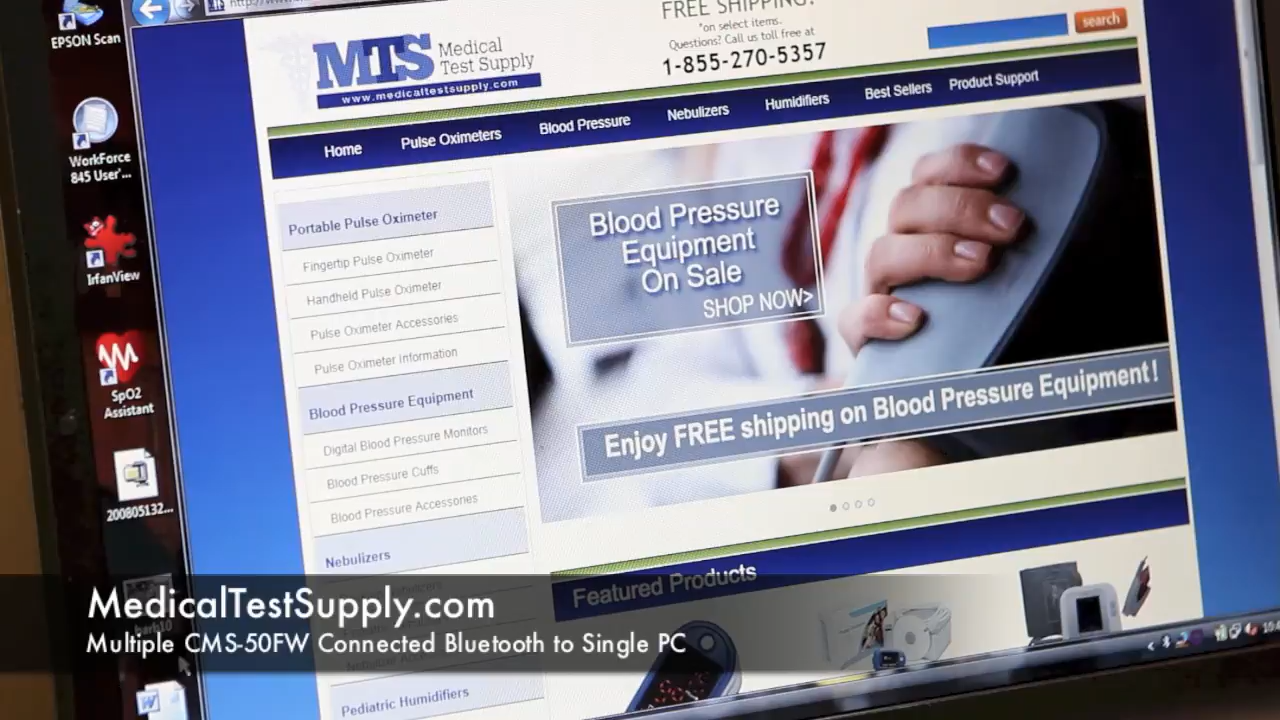 EPSON Scan
WorkForce
845 User'...
IrfanView
SpO2
Assistant
200805132...
MTS Medical
Test Supply
www.medicaltestsupply.com
FREE SHIPPING!
*on select items.
Questions? Call us toll free at
1-855-270-5357
search
Home
Pulse Oximeters
Blood Pressure
Nebulizers
Humidifiers
Best Sellers
Product Support
Portable Pulse Oximeter
Fingertip Pulse Oximeter
Handheld Pulse Oximeter
Pulse Oximeter Accessories
Pulse Oximeter Information
Blood Pressure Equipment
Digital Blood Pressure Monitors
Blood Pressure Cuffs
Blood Pressure Accessories
Nebulizers
Pediatric Humidifiers
Blood Pressure
Equipment
On Sale
SHOP NOW>
Enjoy FREE shipping on Blood Pressure Equipment!
Featured Products
MedicalTestSupply.com
Multiple CMS-50FW Connected Bluetooth to Single PC